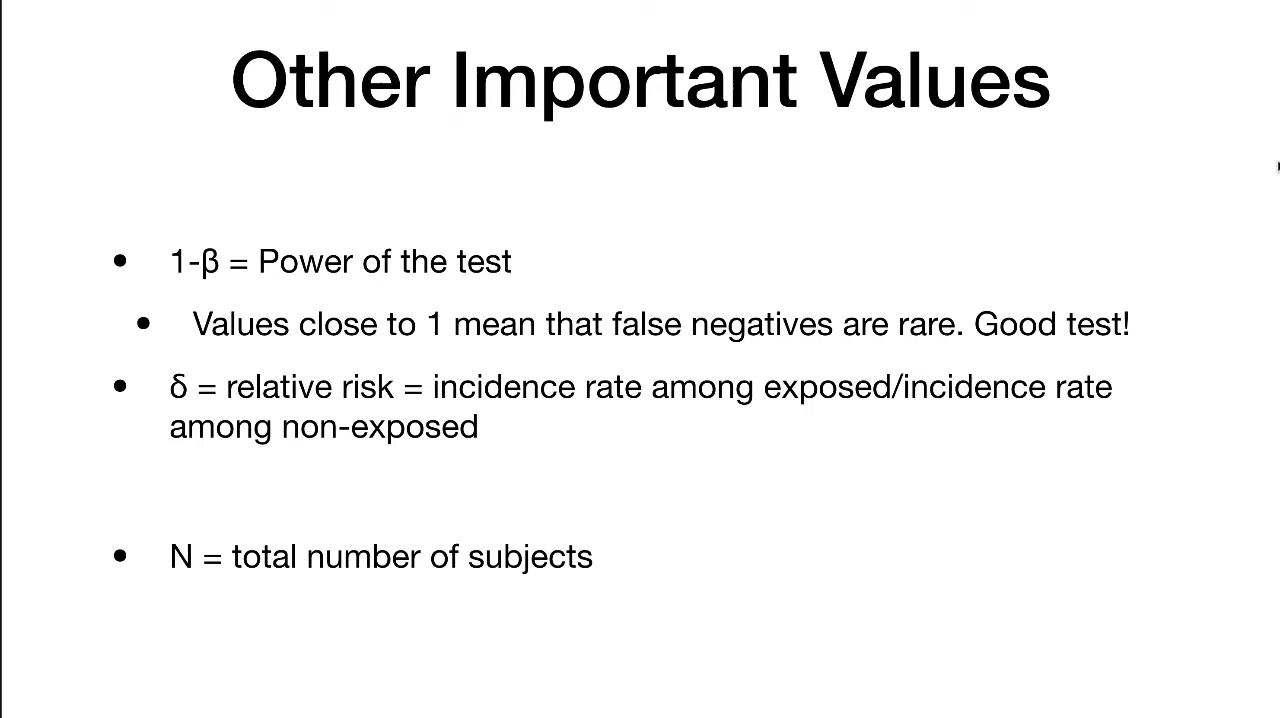 Other Important Values
• 1-β = Power of the test
• Values close to 1 mean that false negatives are rare. Good test!
• δ = relative risk = incidence rate among exposed/incidence rate
among non-exposed
• N = total number of subjects